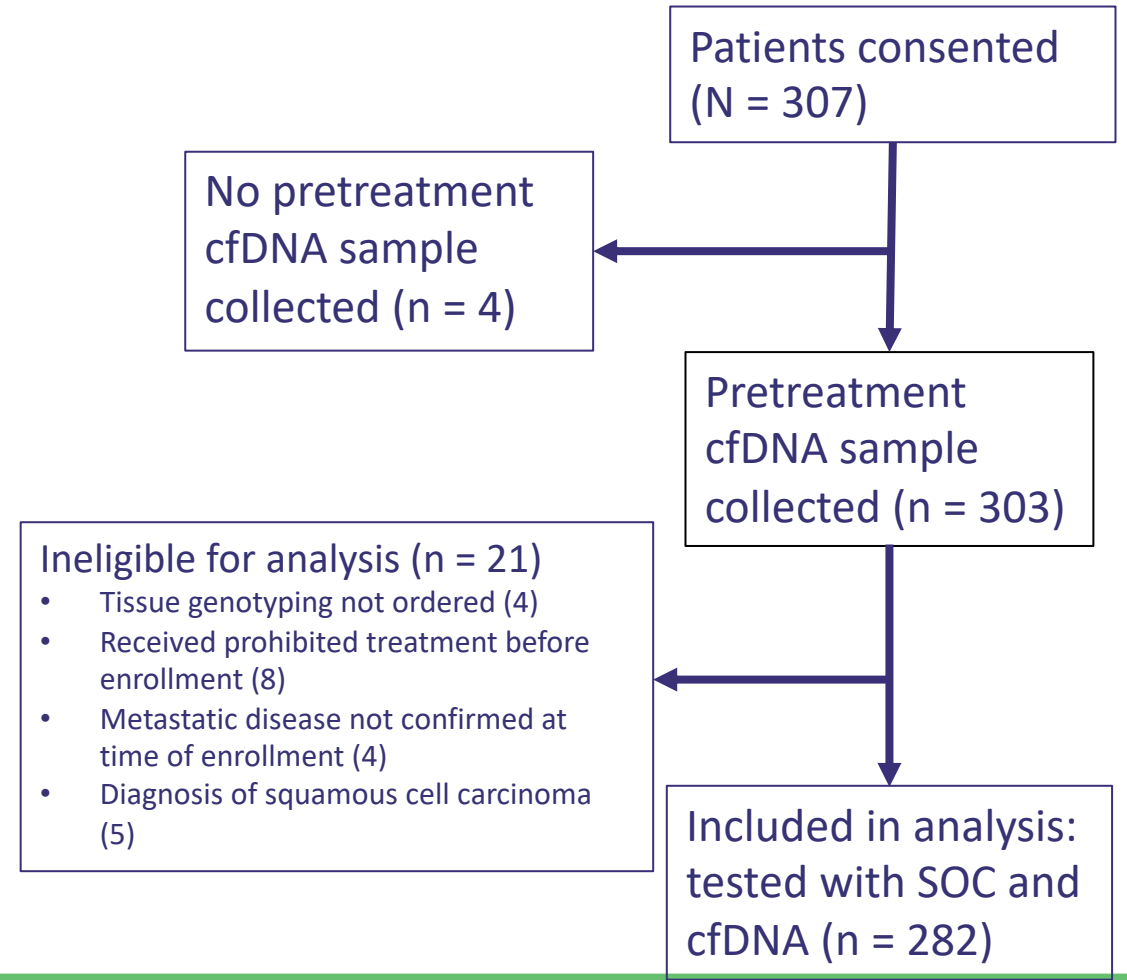 Patients consented
(N = 307)
No pretreatment
cfDNA sample
collected (n = 4)
Pretreatment
cfDNA sample
collected (n = 303)
Ineligible for analysis (n = 21)
• Tissue genotyping not ordered (4)
• Received prohibited treatment before
enrollment (8)
• Metastatic disease not confirmed at
time of enrollment (4)
• Diagnosis of squamous cell carcinoma
(5)
Included in analysis:
tested with SOC and
cfDNA (n = 282)